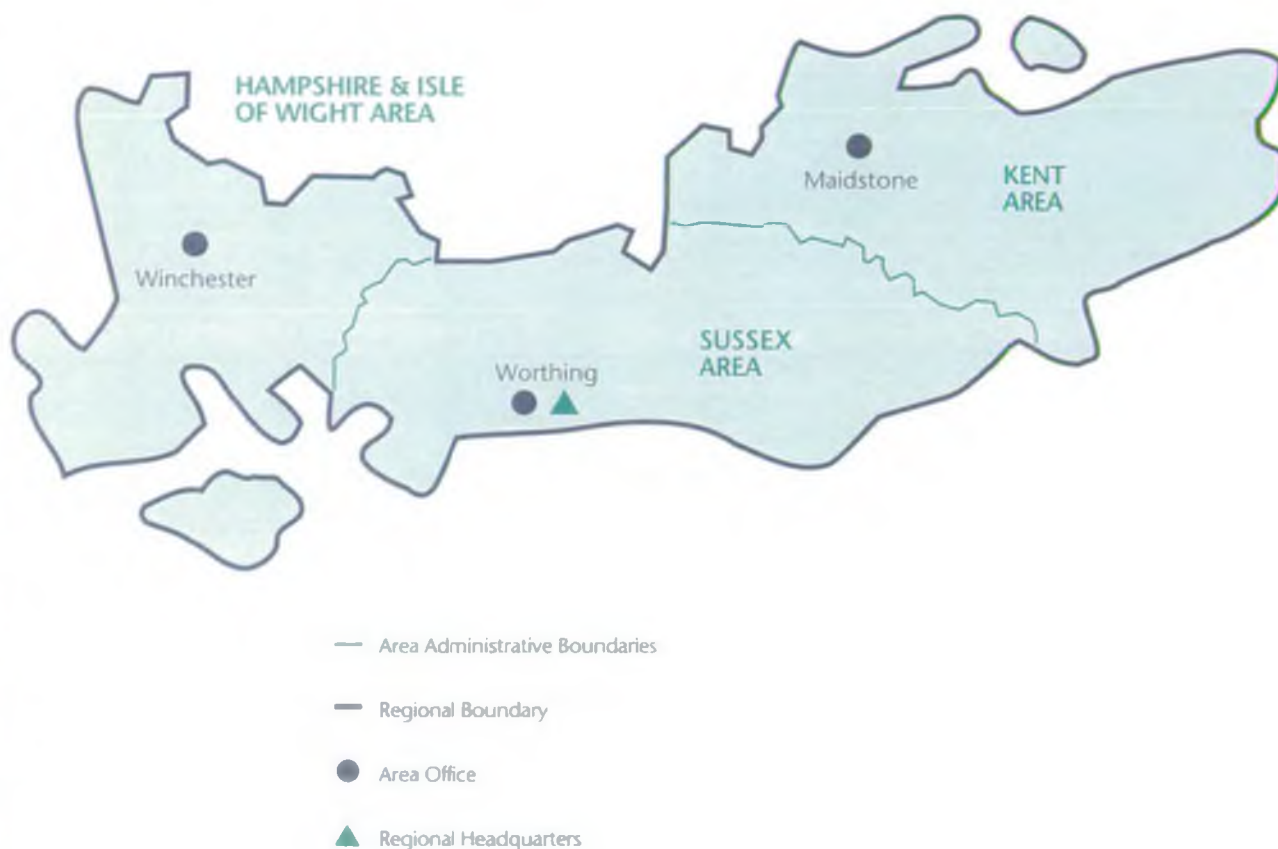 HAMPSHIRE & ISLE
OF WIGHT AREA
Maidstone
KENT
AREA
Winchester
SUSSEX
AREA
Worthing
Area Administrative Boundaries
Regional Boundary
Area Office
Regional Headquarters